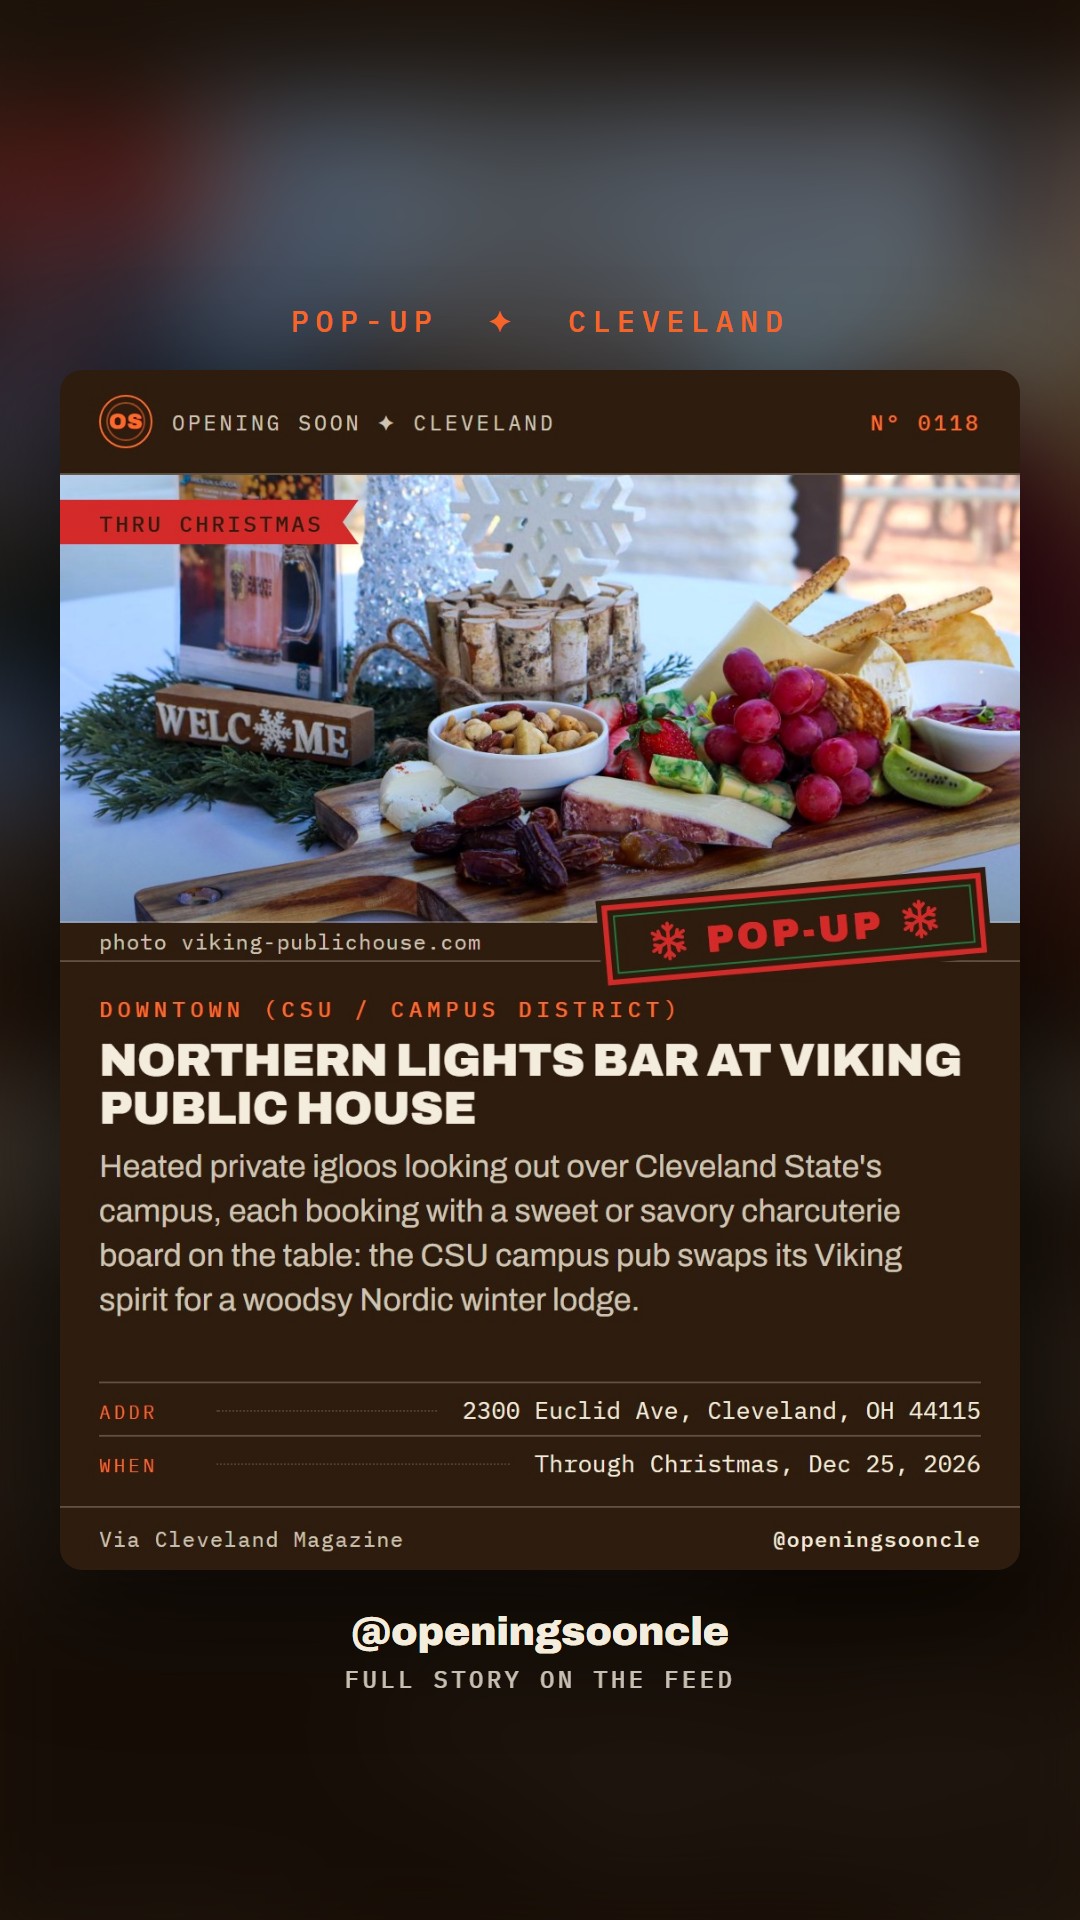 POP-UP ✦ CLEVELAND
OS OPENING SOON ✦ CLEVELAND N° 0118
THRU CHRISTMAS
WELC❄ME
photo viking-publichouse.com
❄ POP-UP ❄
DOWNTOWN (CSU / CAMPUS DISTRICT)
NORTHERN LIGHTS BAR AT VIKING
PUBLIC HOUSE
Heated private igloos looking out over Cleveland State's
campus, each booking with a sweet or savory charcuterie
board on the table: the CSU campus pub swaps its Viking
spirit for a woodsy Nordic winter lodge.
ADDR 2300 Euclid Ave, Cleveland, OH 44115
WHEN Through Christmas, Dec 25, 2026
Via Cleveland Magazine @openingsooncle
@openingsooncle
FULL STORY ON THE FEED